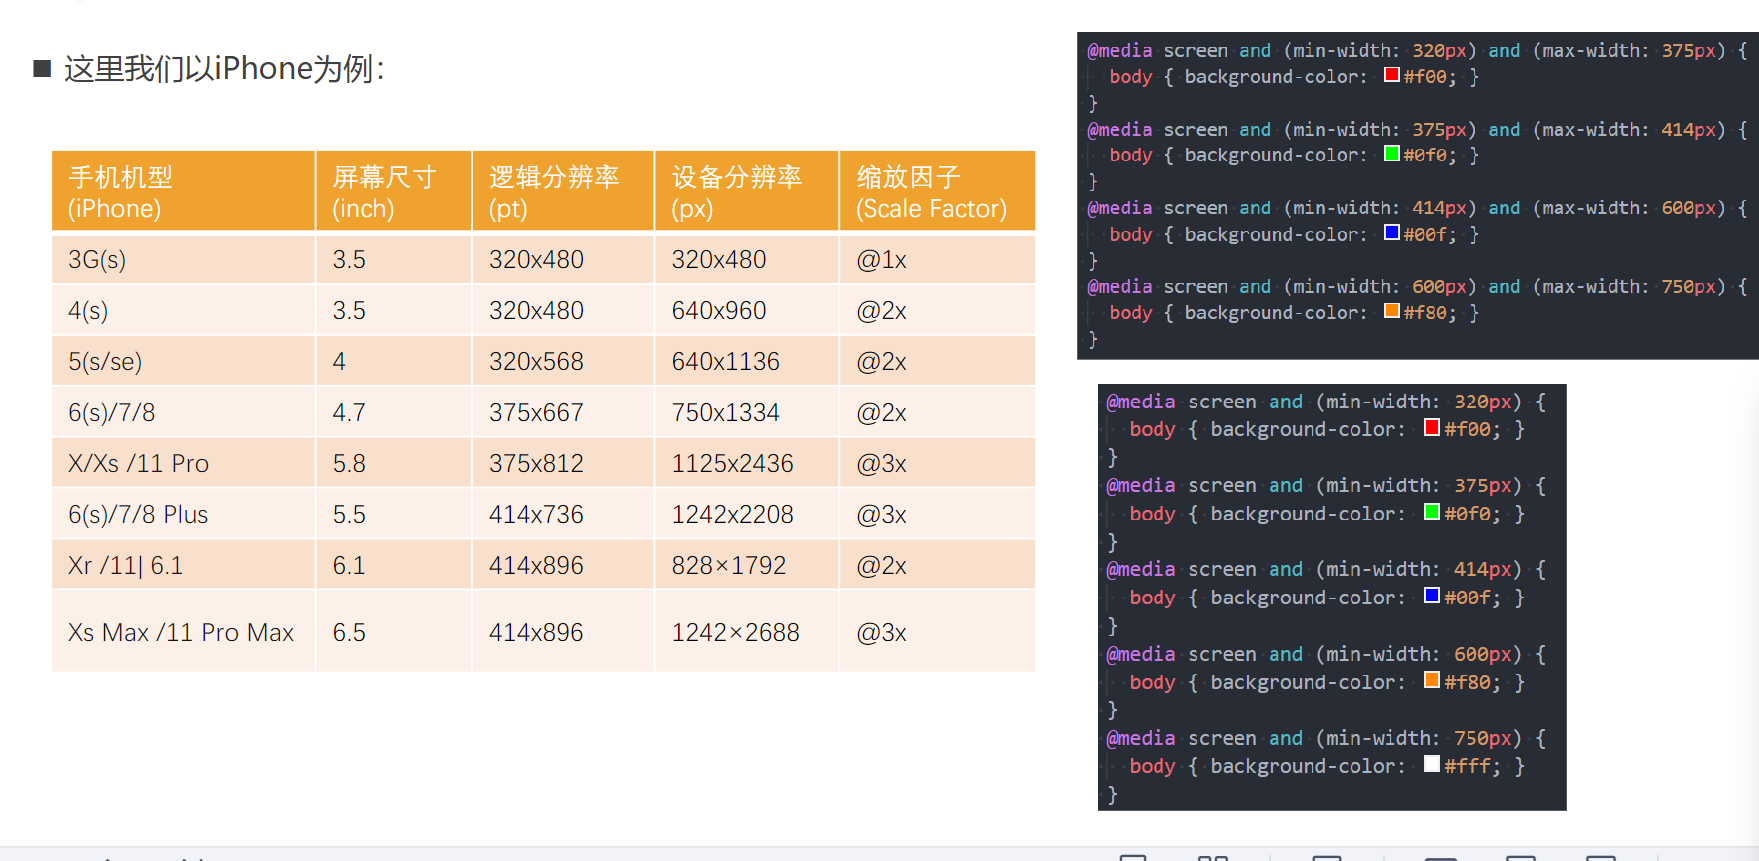 ■ 这里我们以iPhone为例：
手机机型 (iPhone) 屏幕尺寸 (inch) 逻辑分辨率 (pt) 设备分辨率 (px) 缩放因子 (Scale Factor)
3G(s) 3.5 320x480 320x480 @1x
4(s) 3.5 320x480 640x960 @2x
5(s/se) 4 320x568 640x1136 @2x
6(s)/7/8 4.7 375x667 750x1334 @2x
X/Xs /11 Pro 5.8 375x812 1125x2436 @3x
6(s)/7/8 Plus 5.5 414x736 1242x2208 @3x
Xr /11| 6.1 6.1 414x896 828×1792 @2x
Xs Max /11 Pro Max 6.5 414x896 1242×2688 @3x
@media screen and (min-width: 320px) and (max-width: 375px) {
body { background-color: #f00; }
}
@media screen and (min-width: 375px) and (max-width: 414px) {
body { background-color: #0f0; }
}
@media screen and (min-width: 414px) and (max-width: 600px) {
body { background-color: #00f; }
}
@media screen and (min-width: 600px) and (max-width: 750px) {
body { background-color: #f80; }
}
@media screen and (min-width: 320px) {
body { background-color: #f00; }
}
@media screen and (min-width: 375px) {
body { background-color: #0f0; }
}
@media screen and (min-width: 414px) {
body { background-color: #00f; }
}
@media screen and (min-width: 600px) {
body { background-color: #f80; }
}
@media screen and (min-width: 750px) {
body { background-color: #fff; }
}